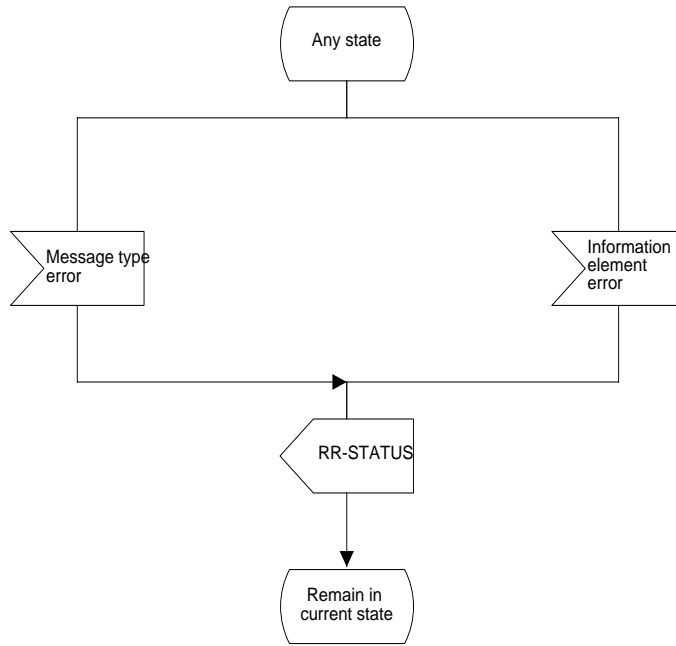 Any state
Message type
error
Information
element
error
RR-STATUS
Remain in
current state